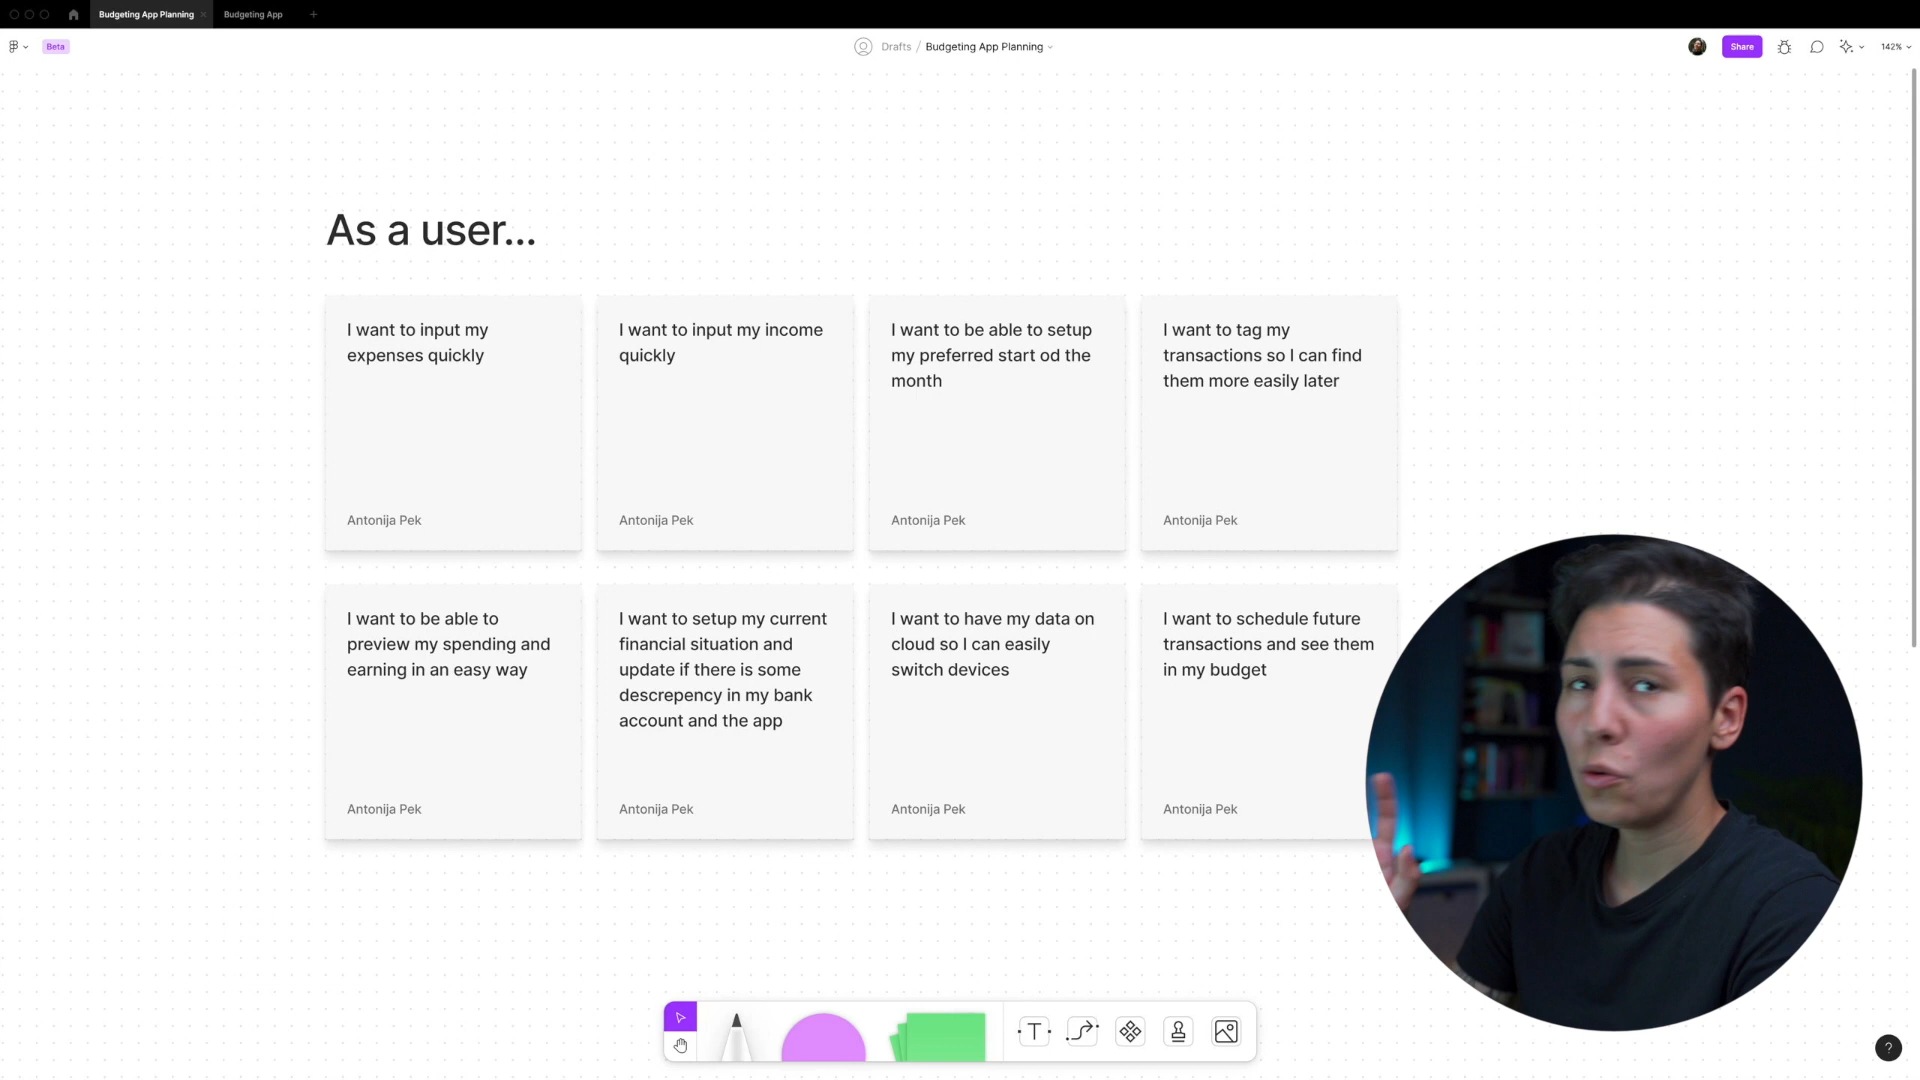 Budgeting App Planning
Budgeting App
Beta
Drafts / Budgeting App Planning
Share
142%
As a user...
I want to input my
expenses quickly
Antonija Pek
I want to input my income
quickly
Antonija Pek
I want to be able to setup
my preferred start od the
month
Antonija Pek
I want to tag my
transactions so I can find
them more easily later
Antonija Pek
I want to be able to
preview my spending and
earning in an easy way
Antonija Pek
I want to setup my current
financial situation and
update if there is some
descrepency in my bank
account and the app
Antonija Pek
I want to have my data on
cloud so I can easily
switch devices
Antonija Pek
I want to schedule future
transactions and see them
in my budget
Antonija Pek
T
?